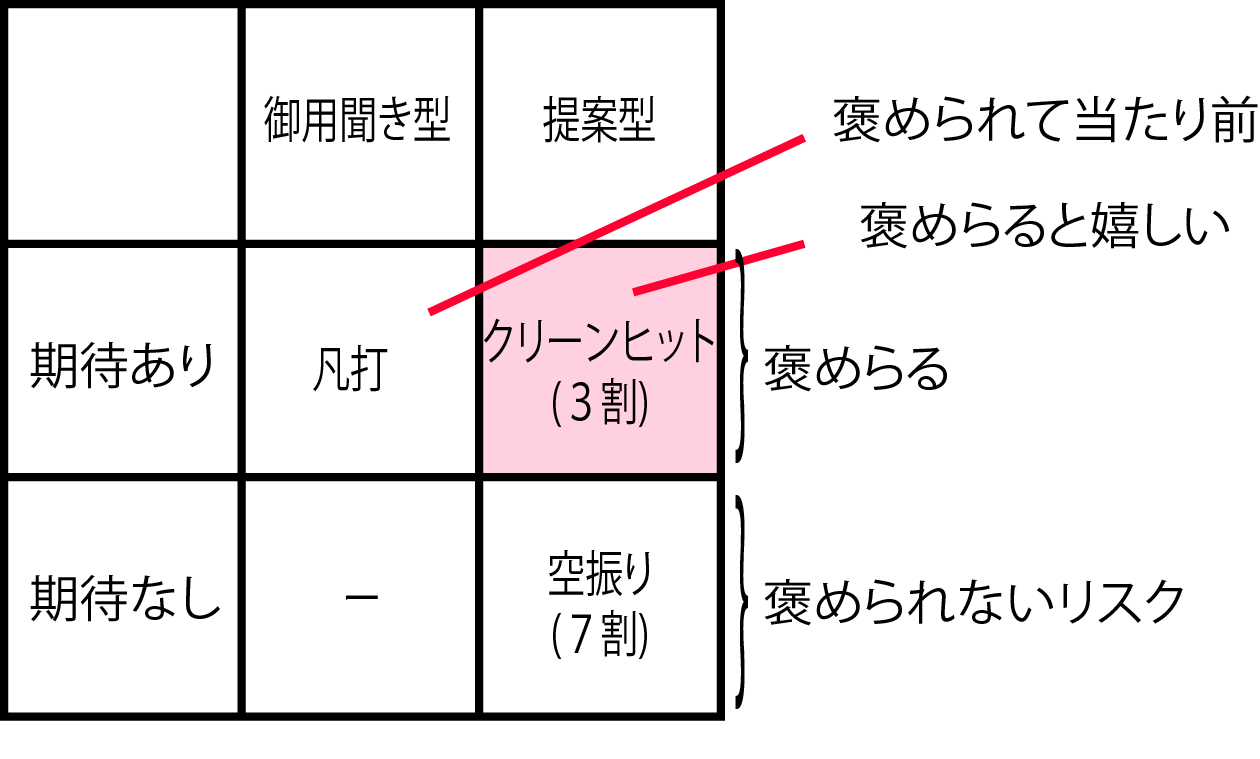 御用聞き型
提案型
褒められて当たり前
褒めらると嬉しい
期待あり
凡打
クリーンヒット
(３割)
褒めらる
期待なし
ー
空振り
(７割)
褒められないリスク